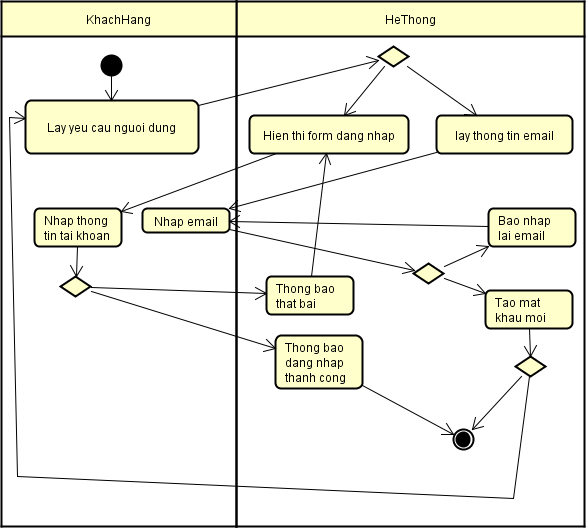 KhachHang
HeThong
Lay yeu cau nguoi dung
Hien thi form dang nhap
lay thong tin email
Nhap thong
tin tai khoan
Nhap email
Bao nhap
lai email
Thong bao
that bai
Tao mat
khau moi
Thong bao
dang nhap
thanh cong